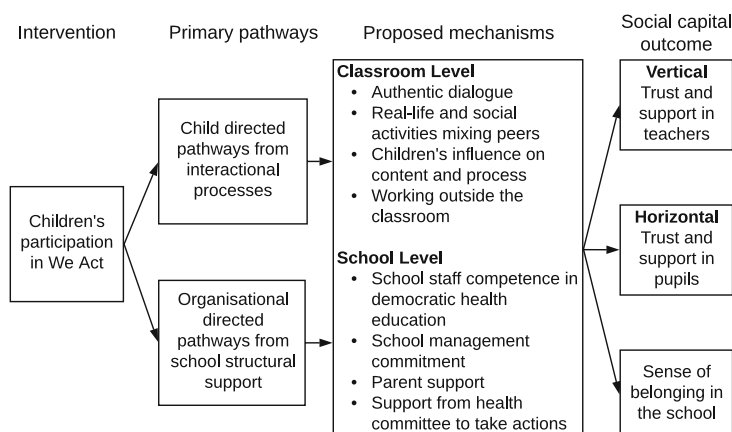 Intervention
Primary pathways
Proposed mechanisms
Social capital
outcome
Children's
participation
in We Act
Child directed
pathways from
interactional
processes
Organisational
directed
pathways from
school structural
support
Classroom Level
• Authentic dialogue
• Real-life and social
activities mixing peers
• Children's influence on
content and process
• Working outside the
classroom
School Level
• School staff competence in
democratic health
education
• School management
commitment
• Parent support
• Support from health
committee to take actions
Vertical
Trust and
support in
teachers
Horizontal
Trust and
support in
pupils
Sense of
belonging in
the school